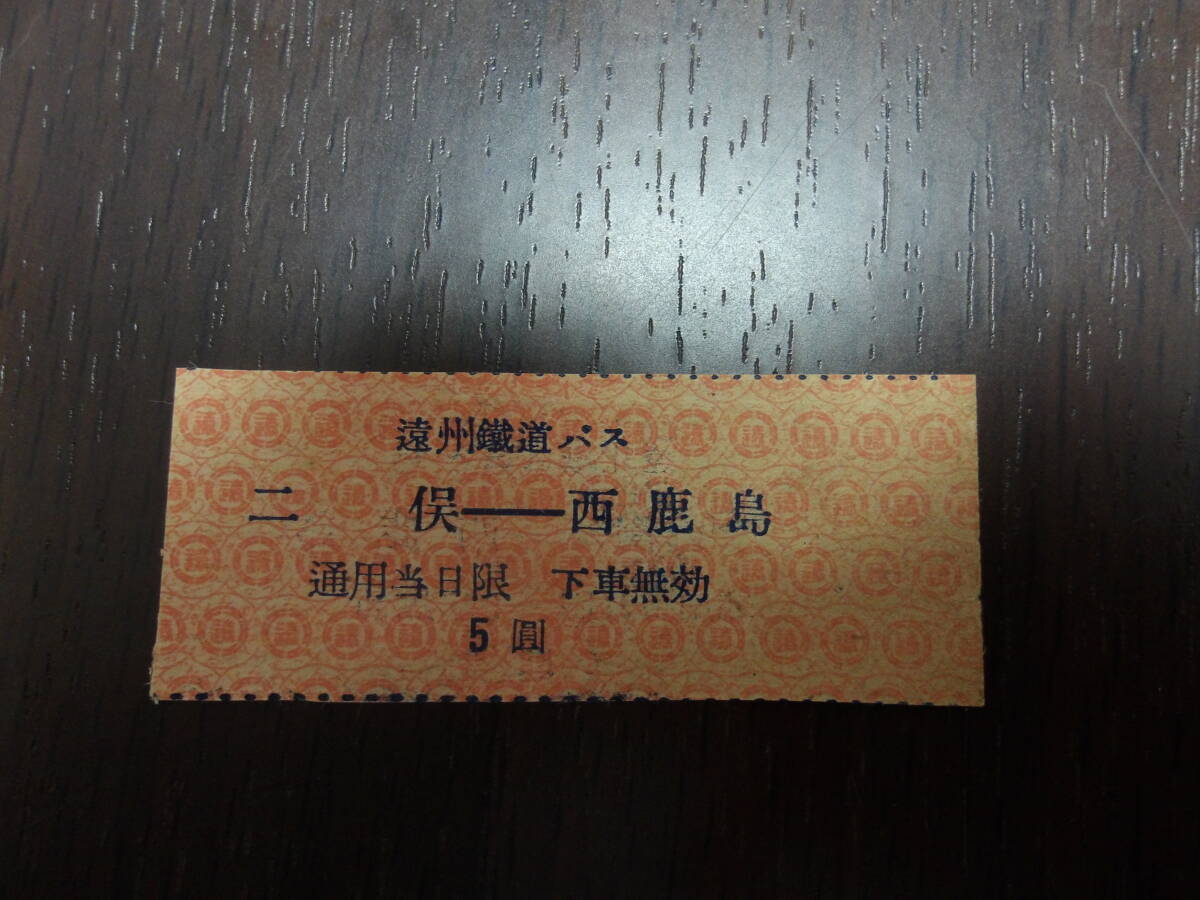 遠州鐵道バス
二俣――西鹿島
通用当日限 下車無効
5圓